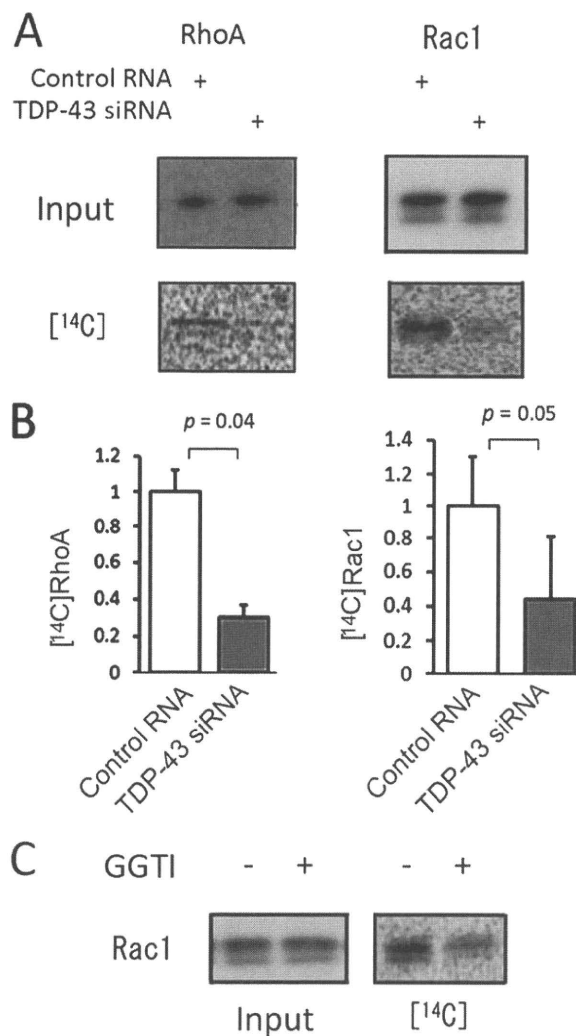 A
RhoA Rac1
Control RNA + +
TDP-43 siRNA + +
Input
[¹⁴C]
B
p = 0.04 p = 0.05
1.2
1
0.8
0.6
0.4
0.2
0
[¹⁴C]RhoA
Control RNA
TDP-43 siRNA
1.4
1.2
1
0.8
0.6
0.4
0.2
0
[¹⁴C]Rac1
Control RNA
TDP-43 siRNA
C
GGTI - + - +
Rac1
Input [¹⁴C]